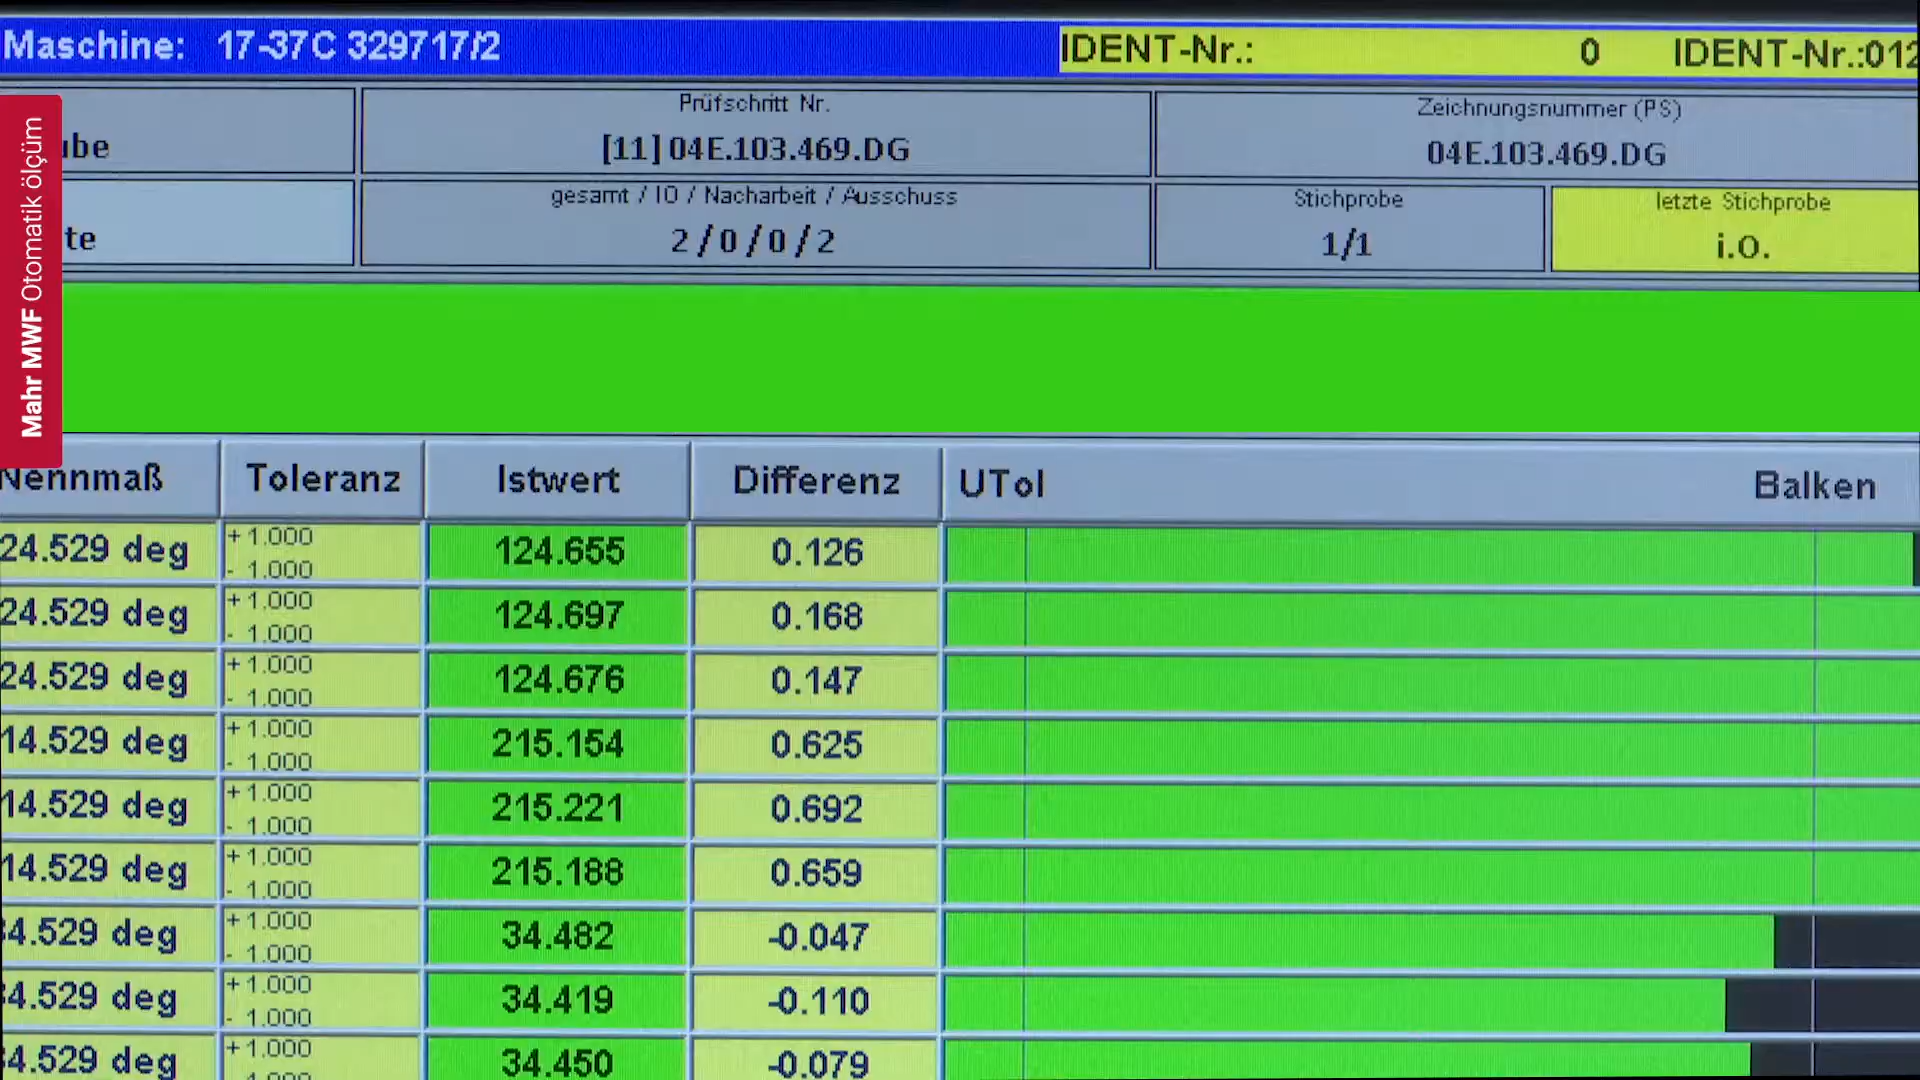 Maschine: 17-37C 329717/2
IDENT-Nr.: 0 IDENT-Nr.:012
Prüfschritt Nr.
Zeichnungsnummer (PS)
[11] 04E.103.469.DG
04E.103.469.DG
gesamt / IO / Nacharbeit / Ausschuss
Stichprobe
letzte Stichprobe
2 / 0 / 0 / 2
1/1
i.O.
Mahr MWF Otomatik ölçüm
Nennmaß Toleranz Istwert Differenz UTol Balken
24.529 deg +1.000 124.655 0.126
- 1.000
24.529 deg +1.000 124.697 0.168
- 1.000
24.529 deg +1.000 124.676 0.147
- 1.000
14.529 deg +1.000 215.154 0.625
- 1.000
14.529 deg +1.000 215.221 0.692
- 1.000
14.529 deg +1.000 215.188 0.659
- 1.000
34.529 deg +1.000 34.482 -0.047
- 1.000
34.529 deg +1.000 34.419 -0.110
- 1.000
34.529 deg +1.000 34.450 -0.079